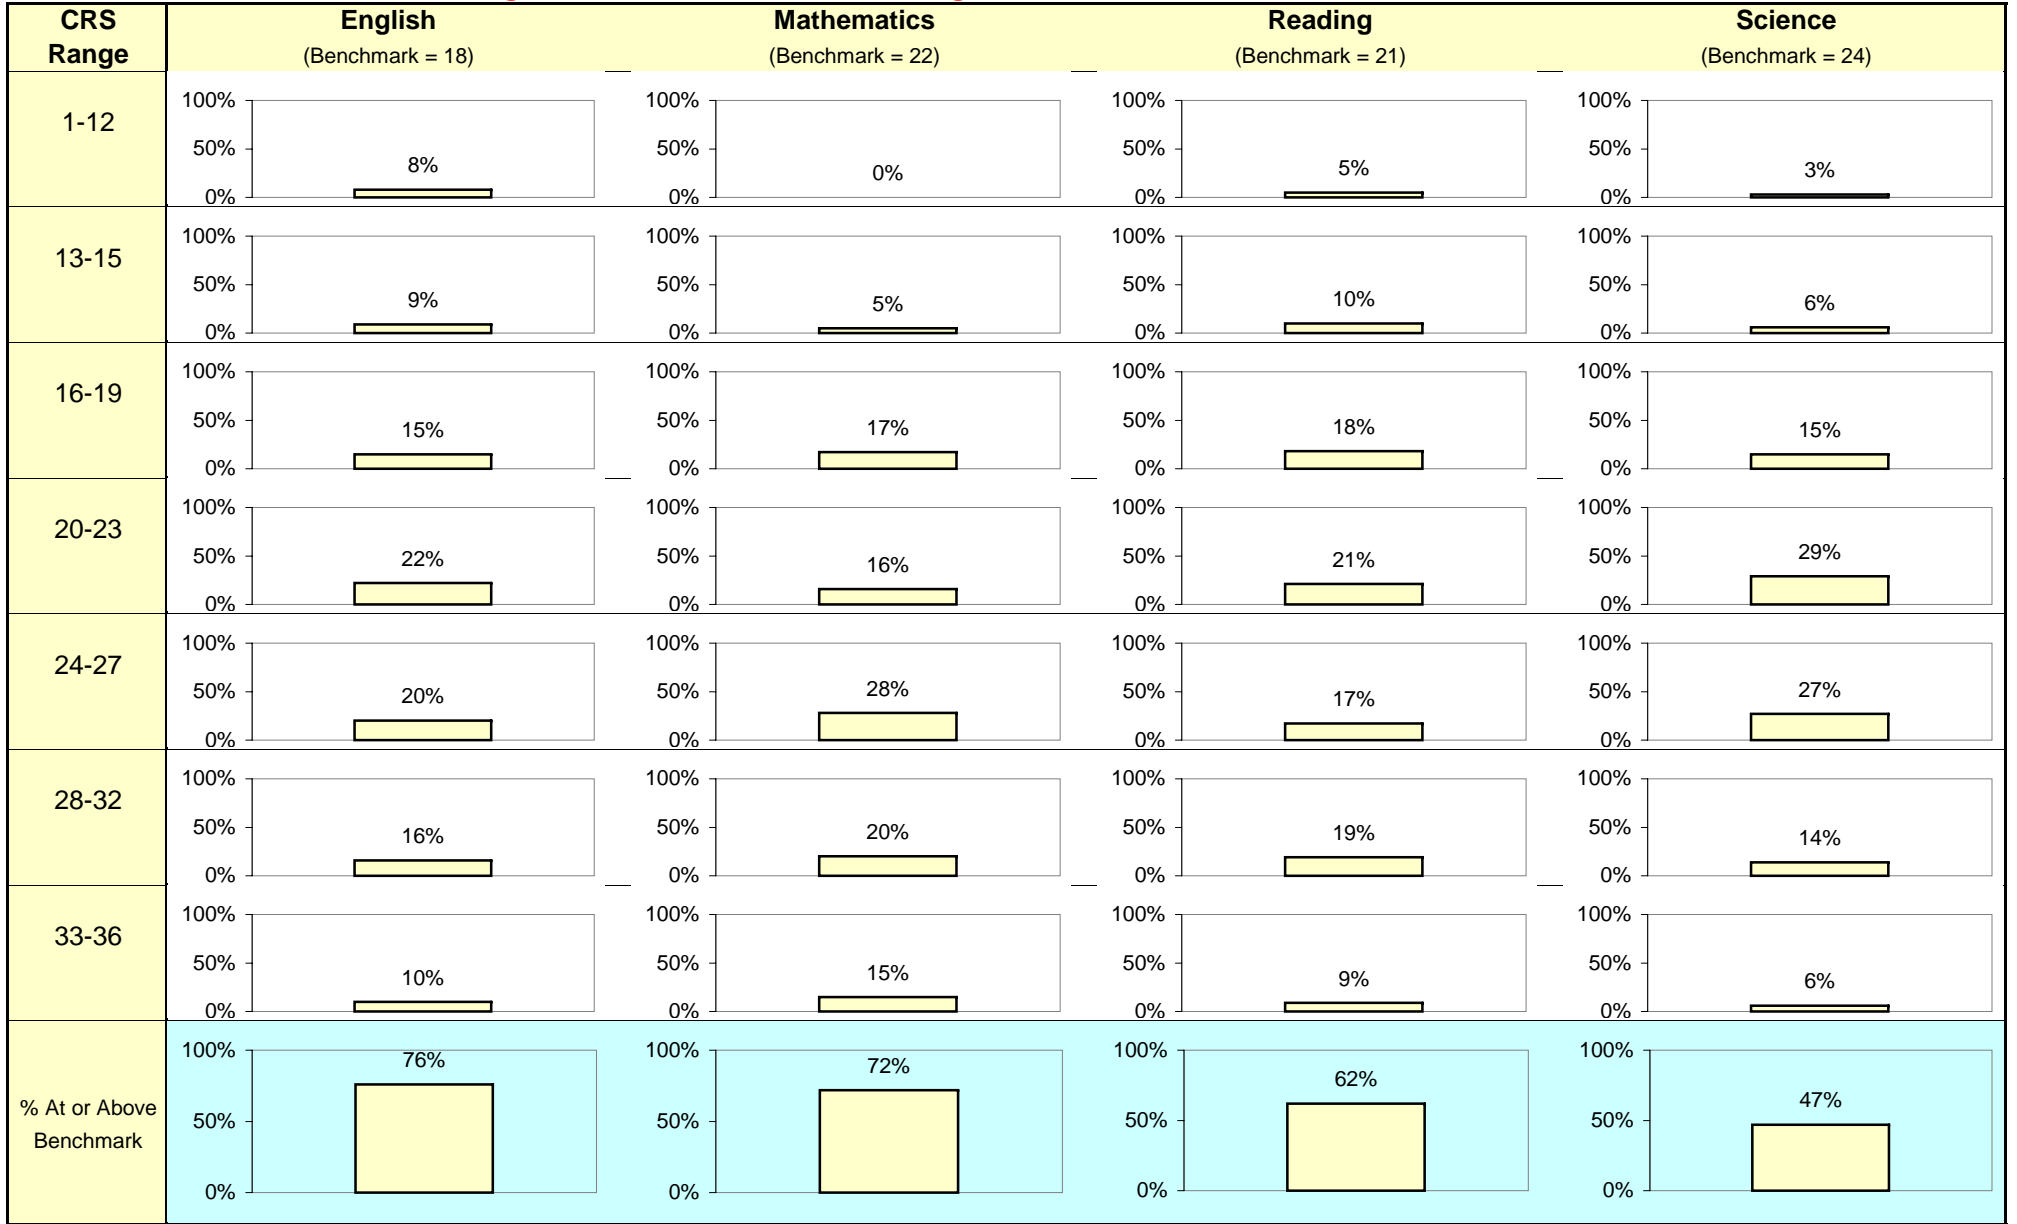 CRS Range English Mathematics Reading Science
(Benchmark = 18) (Benchmark = 22) (Benchmark = 21) (Benchmark = 24)
1-12
100% 100% 100% 100%
50% 50% 50% 50%
8% 0% 5% 3%
0% 0% 0% 0%
13-15
100% 100% 100% 100%
50% 50% 50% 50%
9% 5% 10% 6%
0% 0% 0% 0%
16-19
100% 100% 100% 100%
50% 50% 50% 50%
15% 17% 18% 15%
0% 0% 0% 0%
20-23
100% 100% 100% 100%
50% 50% 50% 50%
22% 16% 21% 29%
0% 0% 0% 0%
24-27
100% 100% 100% 100%
50% 50% 50% 50%
20% 28% 17% 27%
0% 0% 0% 0%
28-32
100% 100% 100% 100%
50% 50% 50% 50%
16% 20% 19% 14%
0% 0% 0% 0%
33-36
100% 100% 100% 100%
50% 50% 50% 50%
10% 15% 9% 6%
0% 0% 0% 0%
% At or Above
Benchmark
100% 100% 100% 100%
76% 72% 62% 47%
50% 50% 50% 50%
0% 0% 0% 0%